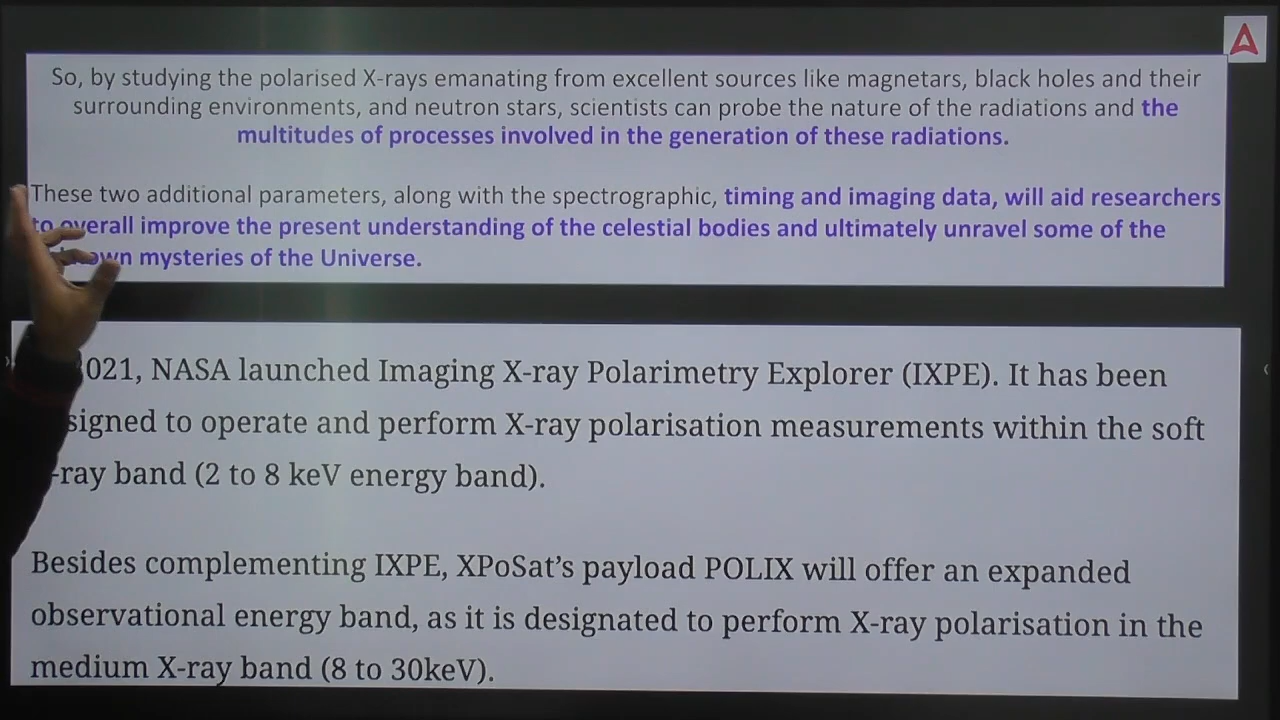 So, by studying the polarised X-rays emanating from excellent sources like magnetars, black holes and their
surrounding environments, and neutron stars, scientists can probe the nature of the radiations and the
multitudes of processes involved in the generation of these radiations.
These two additional parameters, along with the spectrographic, timing and imaging data, will aid researchers
to overall improve the present understanding of the celestial bodies and ultimately unravel some of the
mysteries of the Universe.
021, NASA launched Imaging X-ray Polarimetry Explorer (IXPE). It has been
signed to operate and perform X-ray polarisation measurements within the soft
-ray band (2 to 8 keV energy band).
Besides complementing IXPE, XPoSat's payload POLIX will offer an expanded
observational energy band, as it is designated to perform X-ray polarisation in the
medium X-ray band (8 to 30keV).